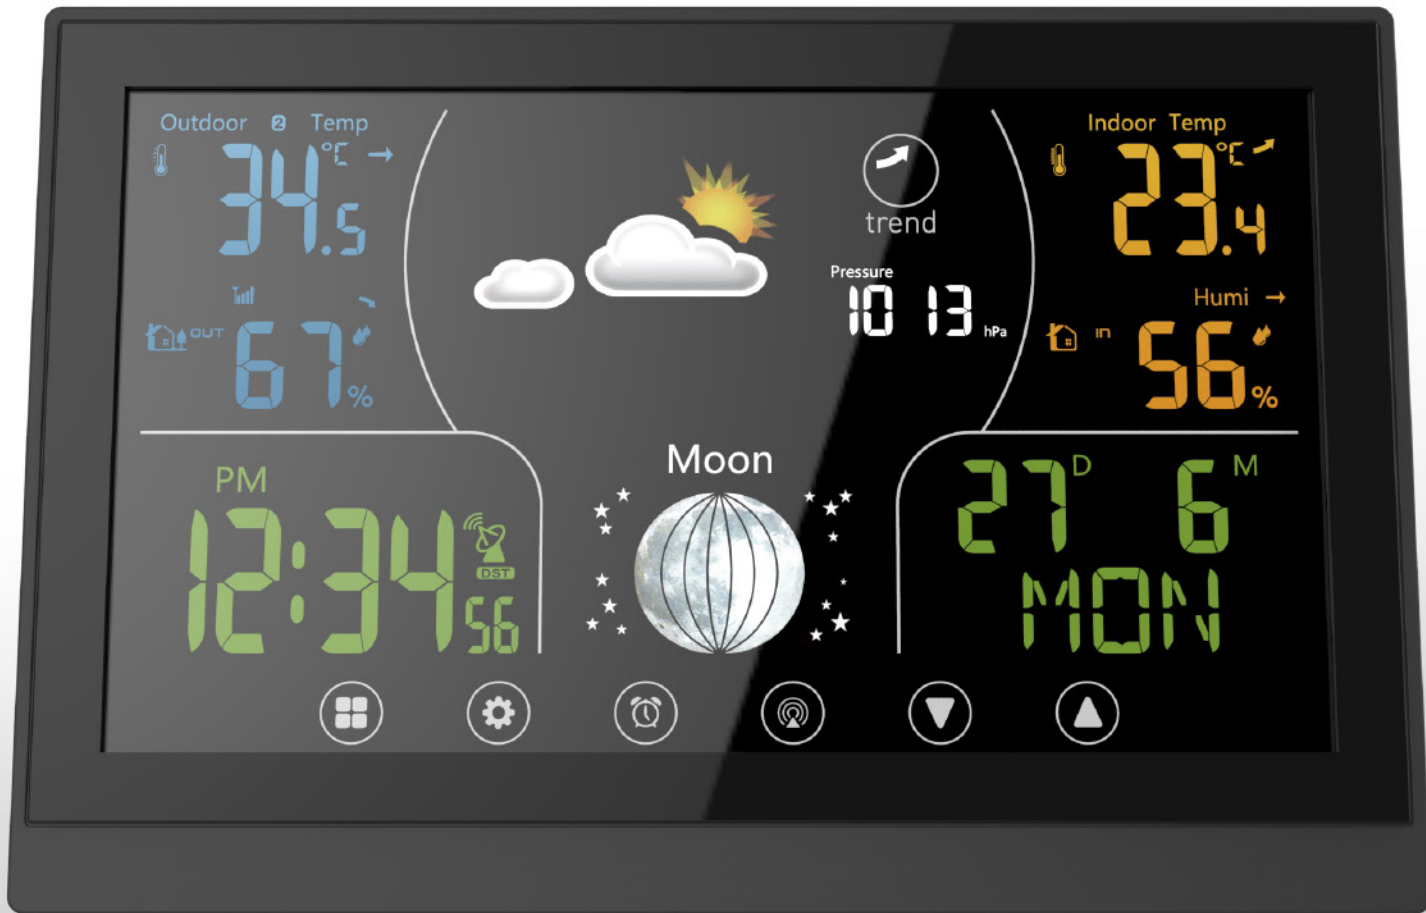 Outdoor 2 Temp
34.5 °C
OUT
67 %
trend
Pressure
1013 hPa
Indoor Temp
23.4 °C
Humi
IN
56 %
PM
12:34 56
DST
Moon
27 D 6 M
MON